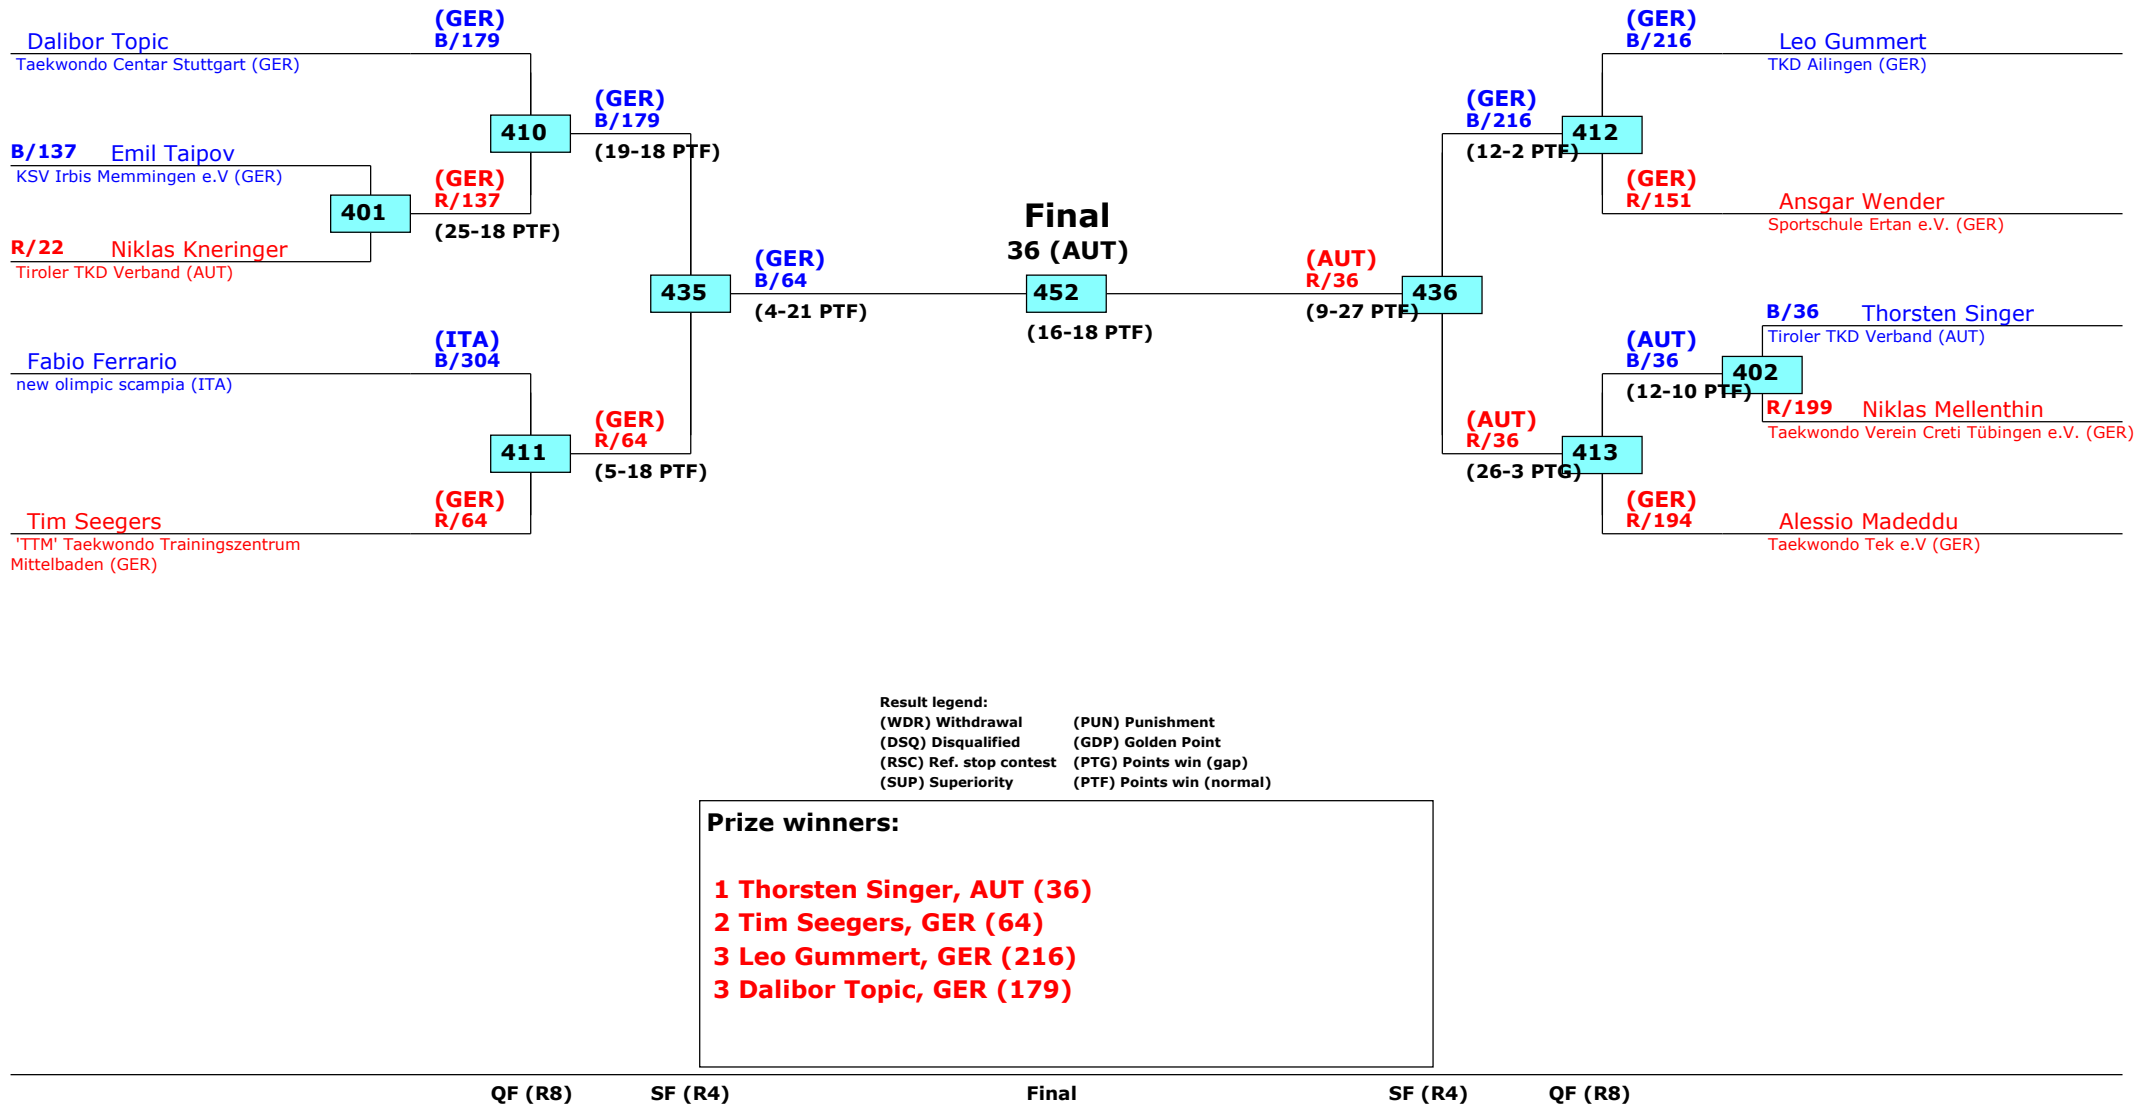 (GER)
B/179
Dalibor Topic
Taekwondo Centar Stuttgart (GER)
410
(GER)
B/179
(19-18 PTF)
B/137 Emil Taipov
KSV Irbis Memmingen e.V (GER)
401
(GER)
R/137
(25-18 PTF)
R/22 Niklas Kneringer
Tiroler TKD Verband (AUT)
435
(GER)
B/64
(4-21 PTF)
(ITA)
B/304
Fabio Ferrario
new olimpic scampia (ITA)
411
(GER)
R/64
(5-18 PTF)
(GER)
R/64
Tim Seegers
'TTM' Taekwondo Trainingszentrum
Mittelbaden (GER)
Final
36 (AUT)
452
(16-18 PTF)
(GER)
B/216
Leo Gummert
TKD Ailingen (GER)
(GER)
B/216
412
(12-2 PTF)
(GER)
R/151
Ansgar Wender
Sportschule Ertan e.V. (GER)
(AUT)
R/36
436
(9-27 PTF)
B/36 Thorsten Singer
Tiroler TKD Verband (AUT)
(AUT)
B/36
402
(12-10 PTF)
R/199 Niklas Mellenthin
Taekwondo Verein Creti Tübingen e.V. (GER)
(AUT)
R/36
413
(26-3 PTG)
(GER)
R/194
Alessio Madeddu
Taekwondo Tek e.V (GER)
Result legend:
(WDR) Withdrawal (PUN) Punishment
(DSQ) Disqualified (GDP) Golden Point
(RSC) Ref. stop contest (PTG) Points win (gap)
(SUP) Superiority (PTF) Points win (normal)
Prize winners:
1 Thorsten Singer, AUT (36)
2 Tim Seegers, GER (64)
3 Leo Gummert, GER (216)
3 Dalibor Topic, GER (179)
QF (R8) SF (R4) Final SF (R4) QF (R8)